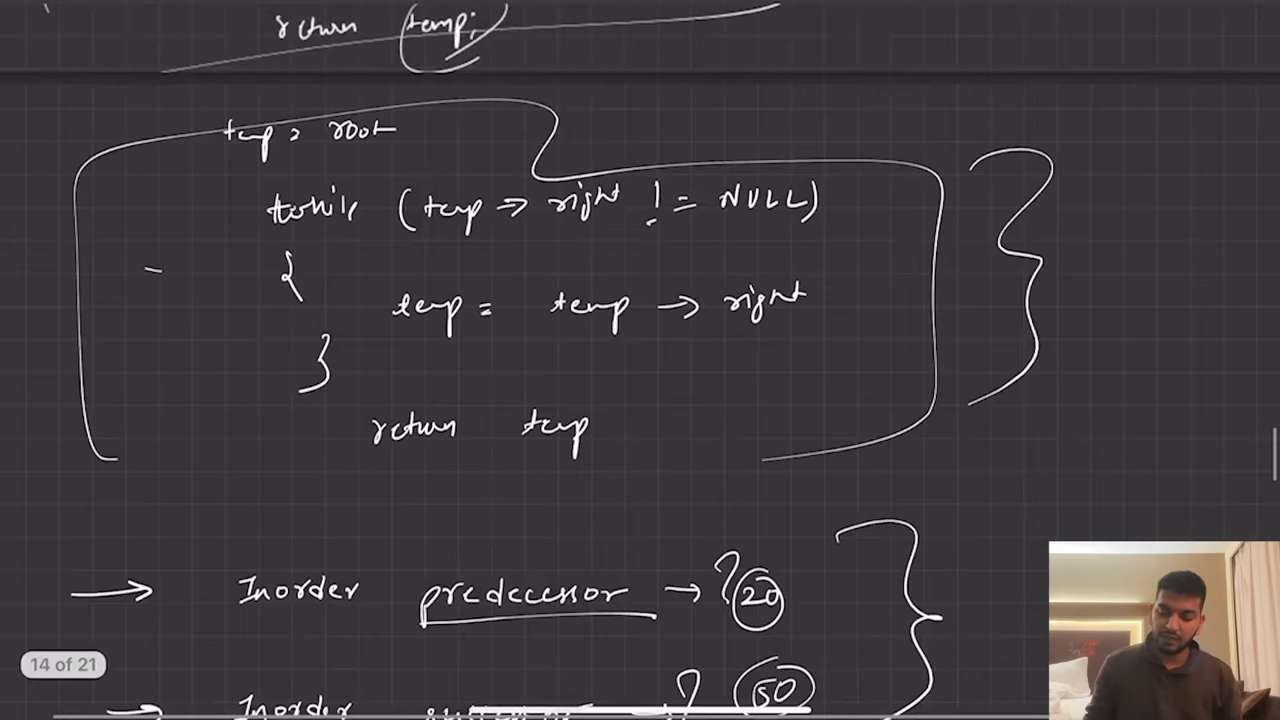 return temp;
temp = root
while (temp → right != NULL)
{
temp = temp → right
}
return temp
→ Inorder predecessor → ? 20
14 of 21
→ Inorder → ? 50